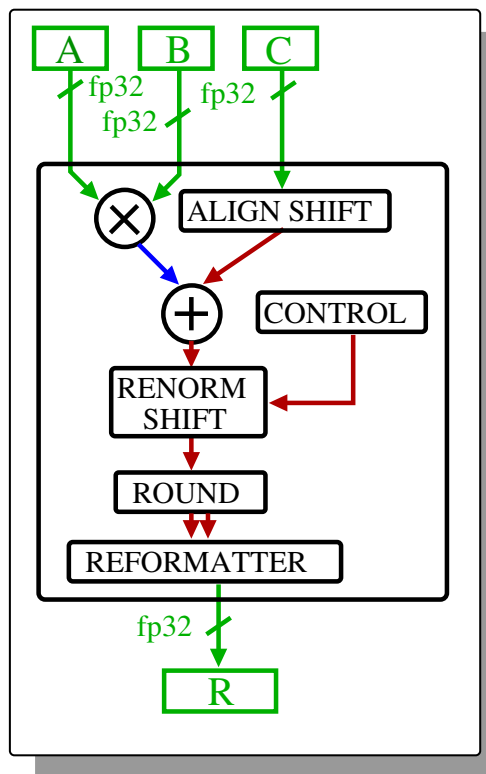 A B C
fp32
fp32
fp32
ALIGN SHIFT
CONTROL
RENORM
SHIFT
ROUND
REFORMATTER
fp32
R